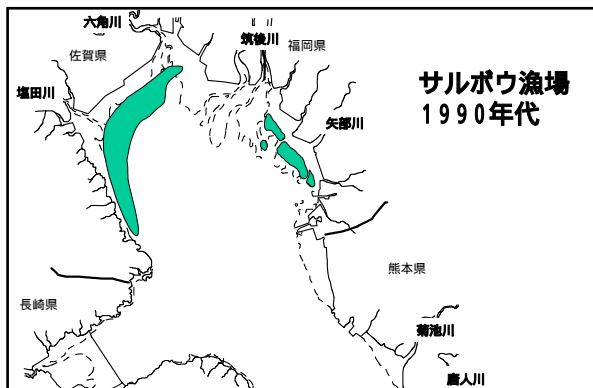 六角川
筑後川
福岡県
佐賀県
塩田川
サルボウ漁場
1990年代
矢部川
熊本県
長崎県
菊池川
唐人川